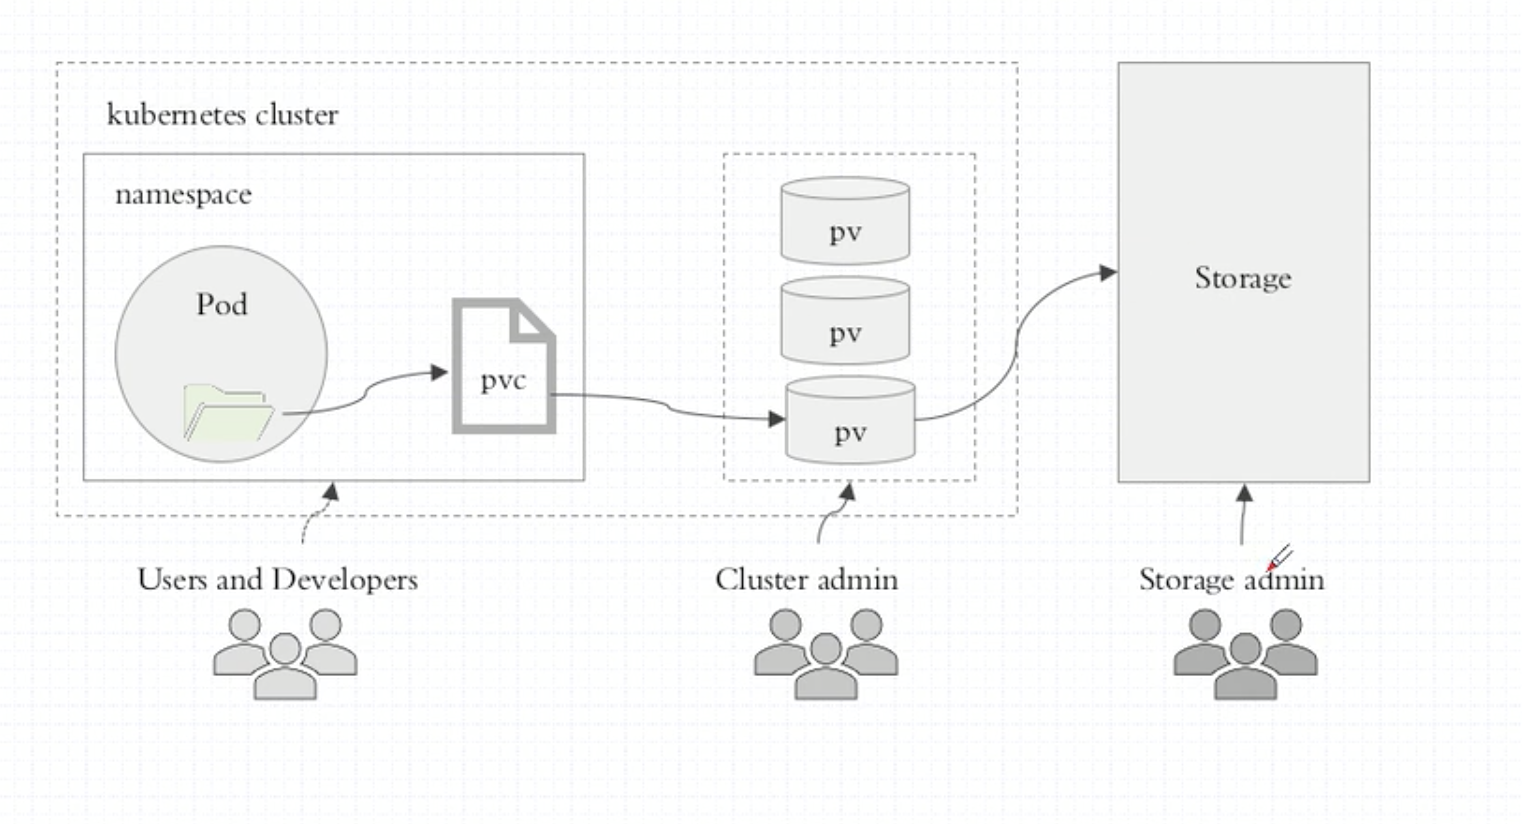 kubernetes cluster
namespace
Pod
pvc
pv
pv
pv
Storage
Users and Developers
Cluster admin
Storage admin